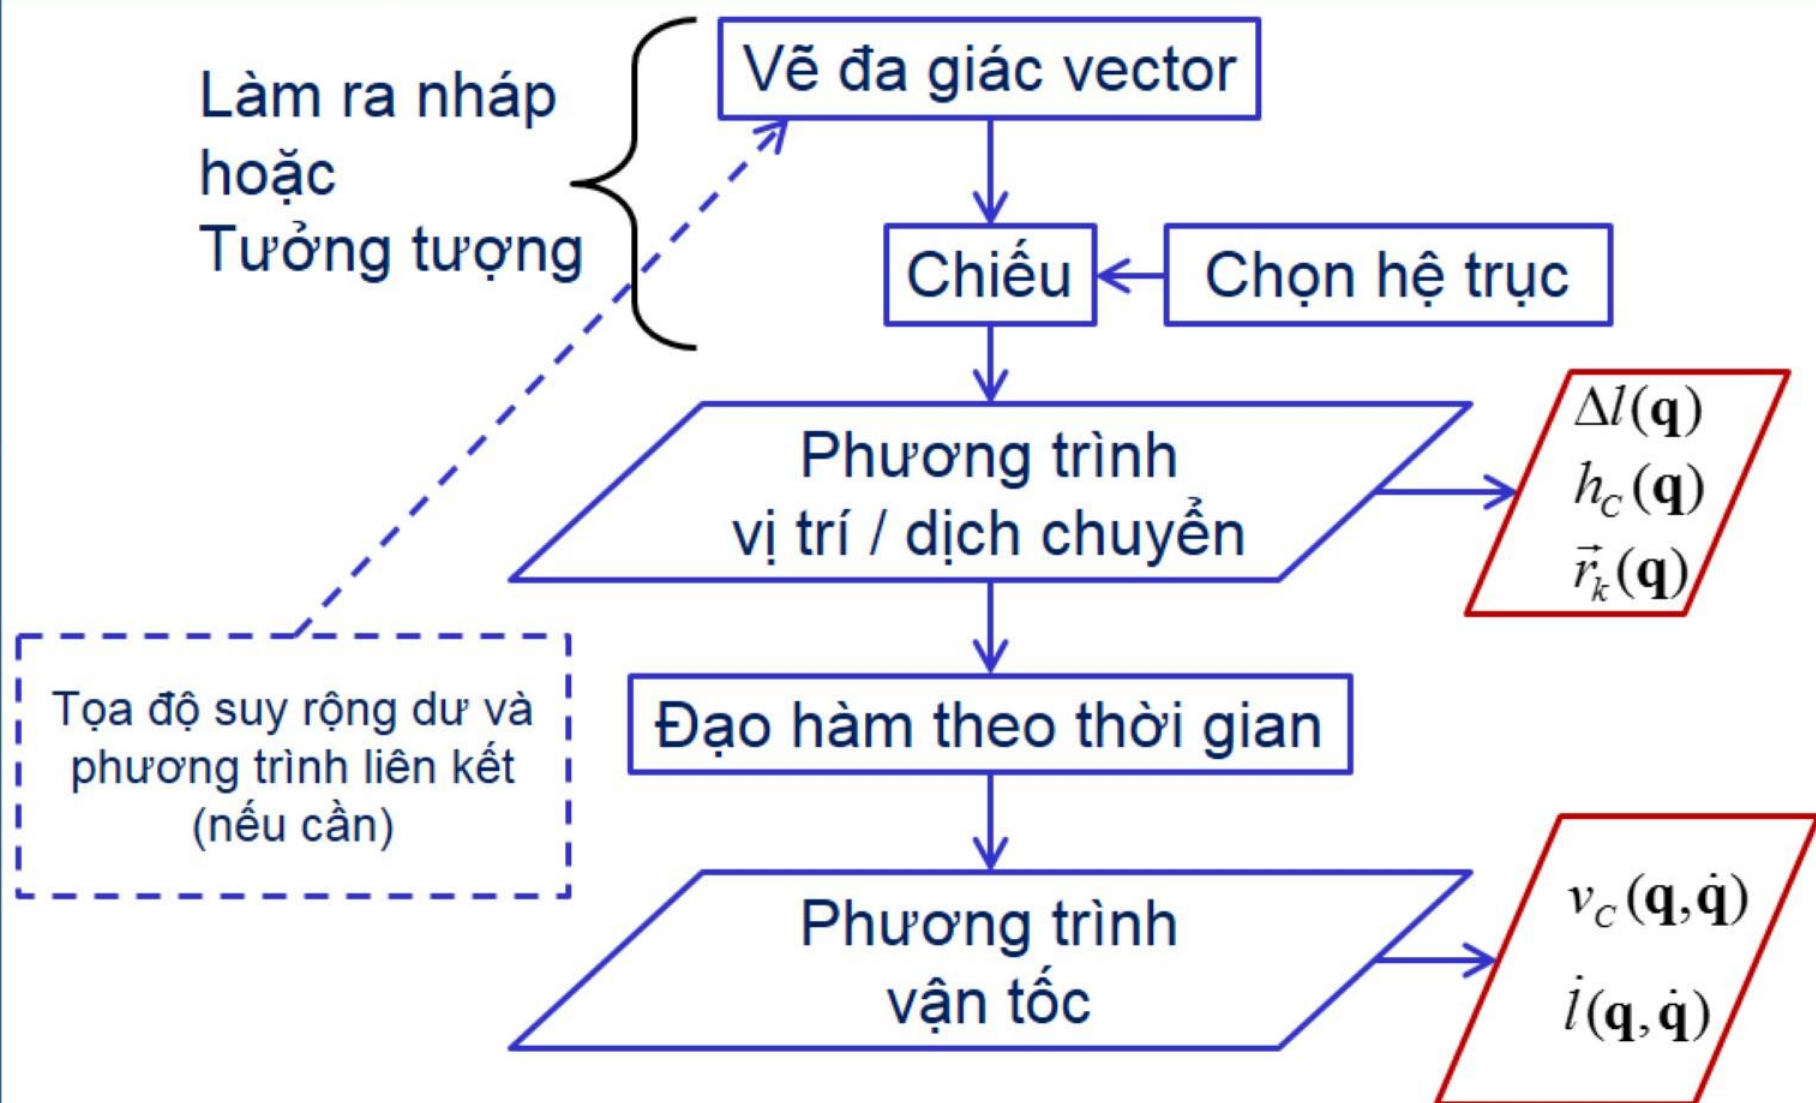 Làm ra nháp
hoặc
Tưởng tượng
Vẽ đa giác vector
Chiếu
Chọn hệ trục
Phương trình
vị trí / dịch chuyển
Δl(q)
h_C(q)
r⃗_k(q)
Tọa độ suy rộng dư và
phương trình liên kết
(nếu cần)
Đạo hàm theo thời gian
Phương trình
vận tốc
v_C(q,q̇)
l̇(q,q̇)